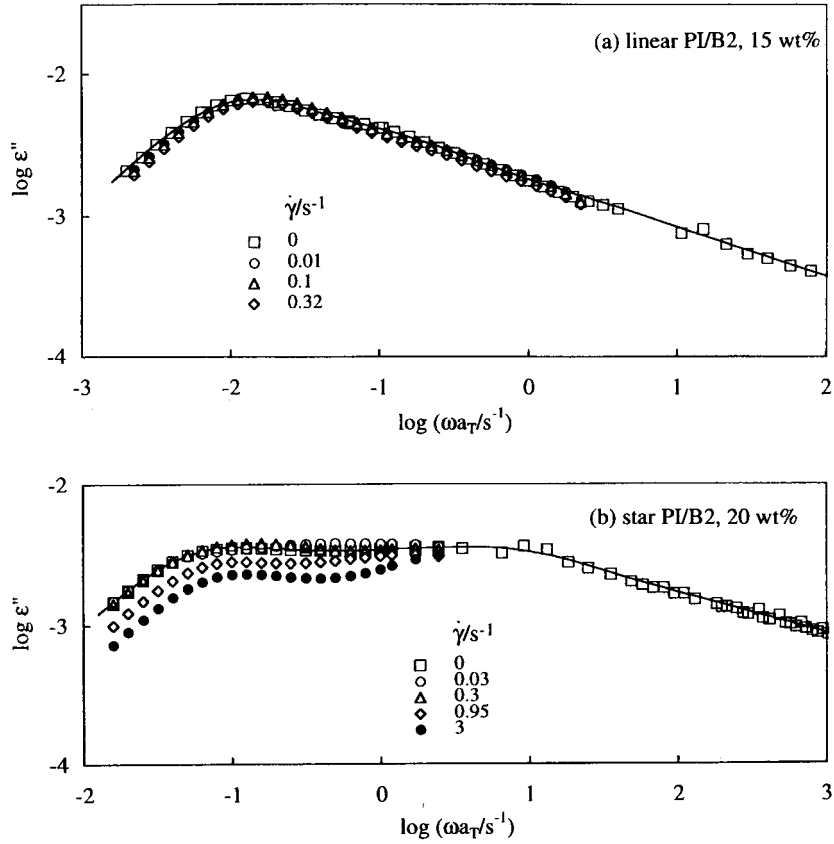 (a) linear PI/B2, 15 wt%
-2
-3
-4
log ε"
γ̇/s⁻¹
0
0.01
0.1
0.32
-3 -2 -1 0 1 2
log (ωaT/s⁻¹)
-2
(b) star PI/B2, 20 wt%
-3
-4
log ε"
γ̇/s⁻¹
0
0.03
0.3
0.95
3
-2 -1 0 1 2 3
log (ωaT/s⁻¹)